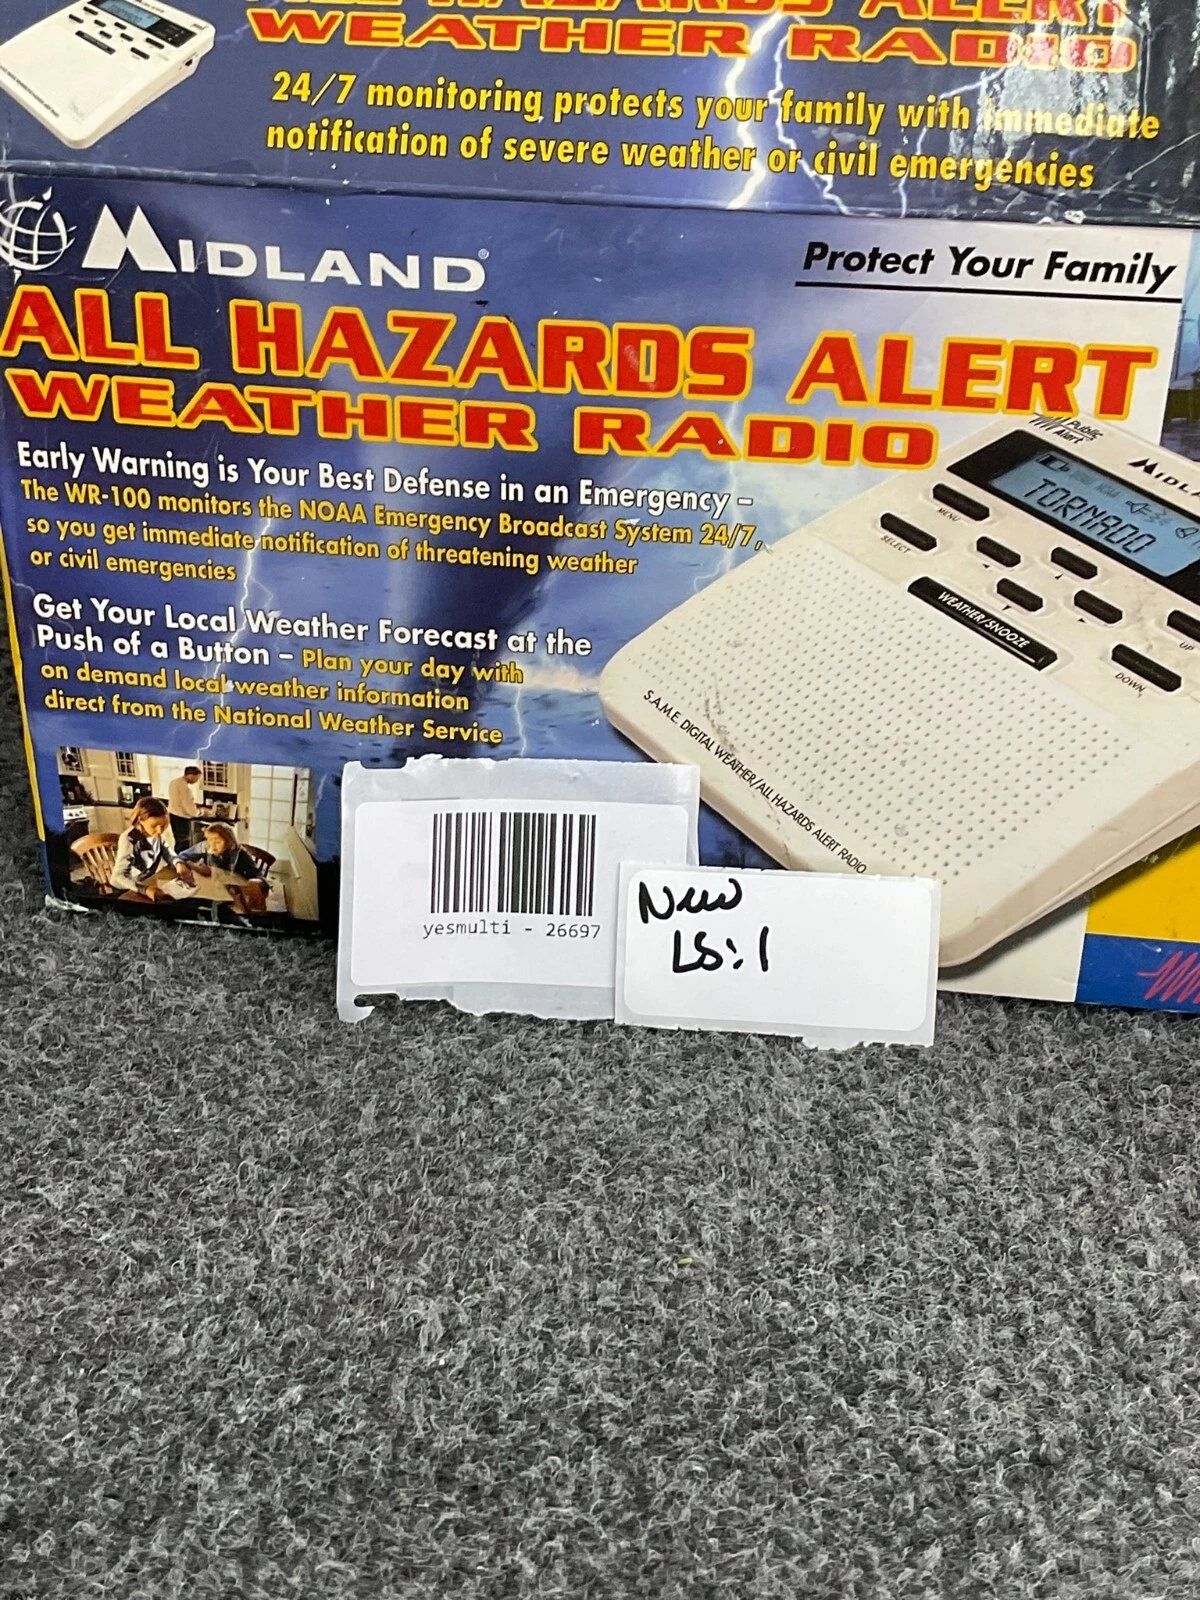 ALL HAZARDS ALERT
WEATHER RADIO
24/7 monitoring protects your family with immediate
notification of severe weather or civil emergencies
MIDLAND®
Protect Your Family
ALL HAZARDS ALERT
WEATHER RADIO
Early Warning is Your Best Defense in an Emergency –
The WR-100 monitors the NOAA Emergency Broadcast System 24/7,
so you get immediate notification of threatening weather
or civil emergencies
Get Your Local Weather Forecast at the
Push of a Button – Plan your day with
on demand local weather information
direct from the National Weather Service
Public
Alert
MIDLA
TORNADO
MENU
SELECT
WEATHER/SNOOZE
UP
DOWN
S.A.M.E. DIGITAL WEATHER/ALL HAZARDS ALERT RADIO
yesmulti - 26697
New
LS:1